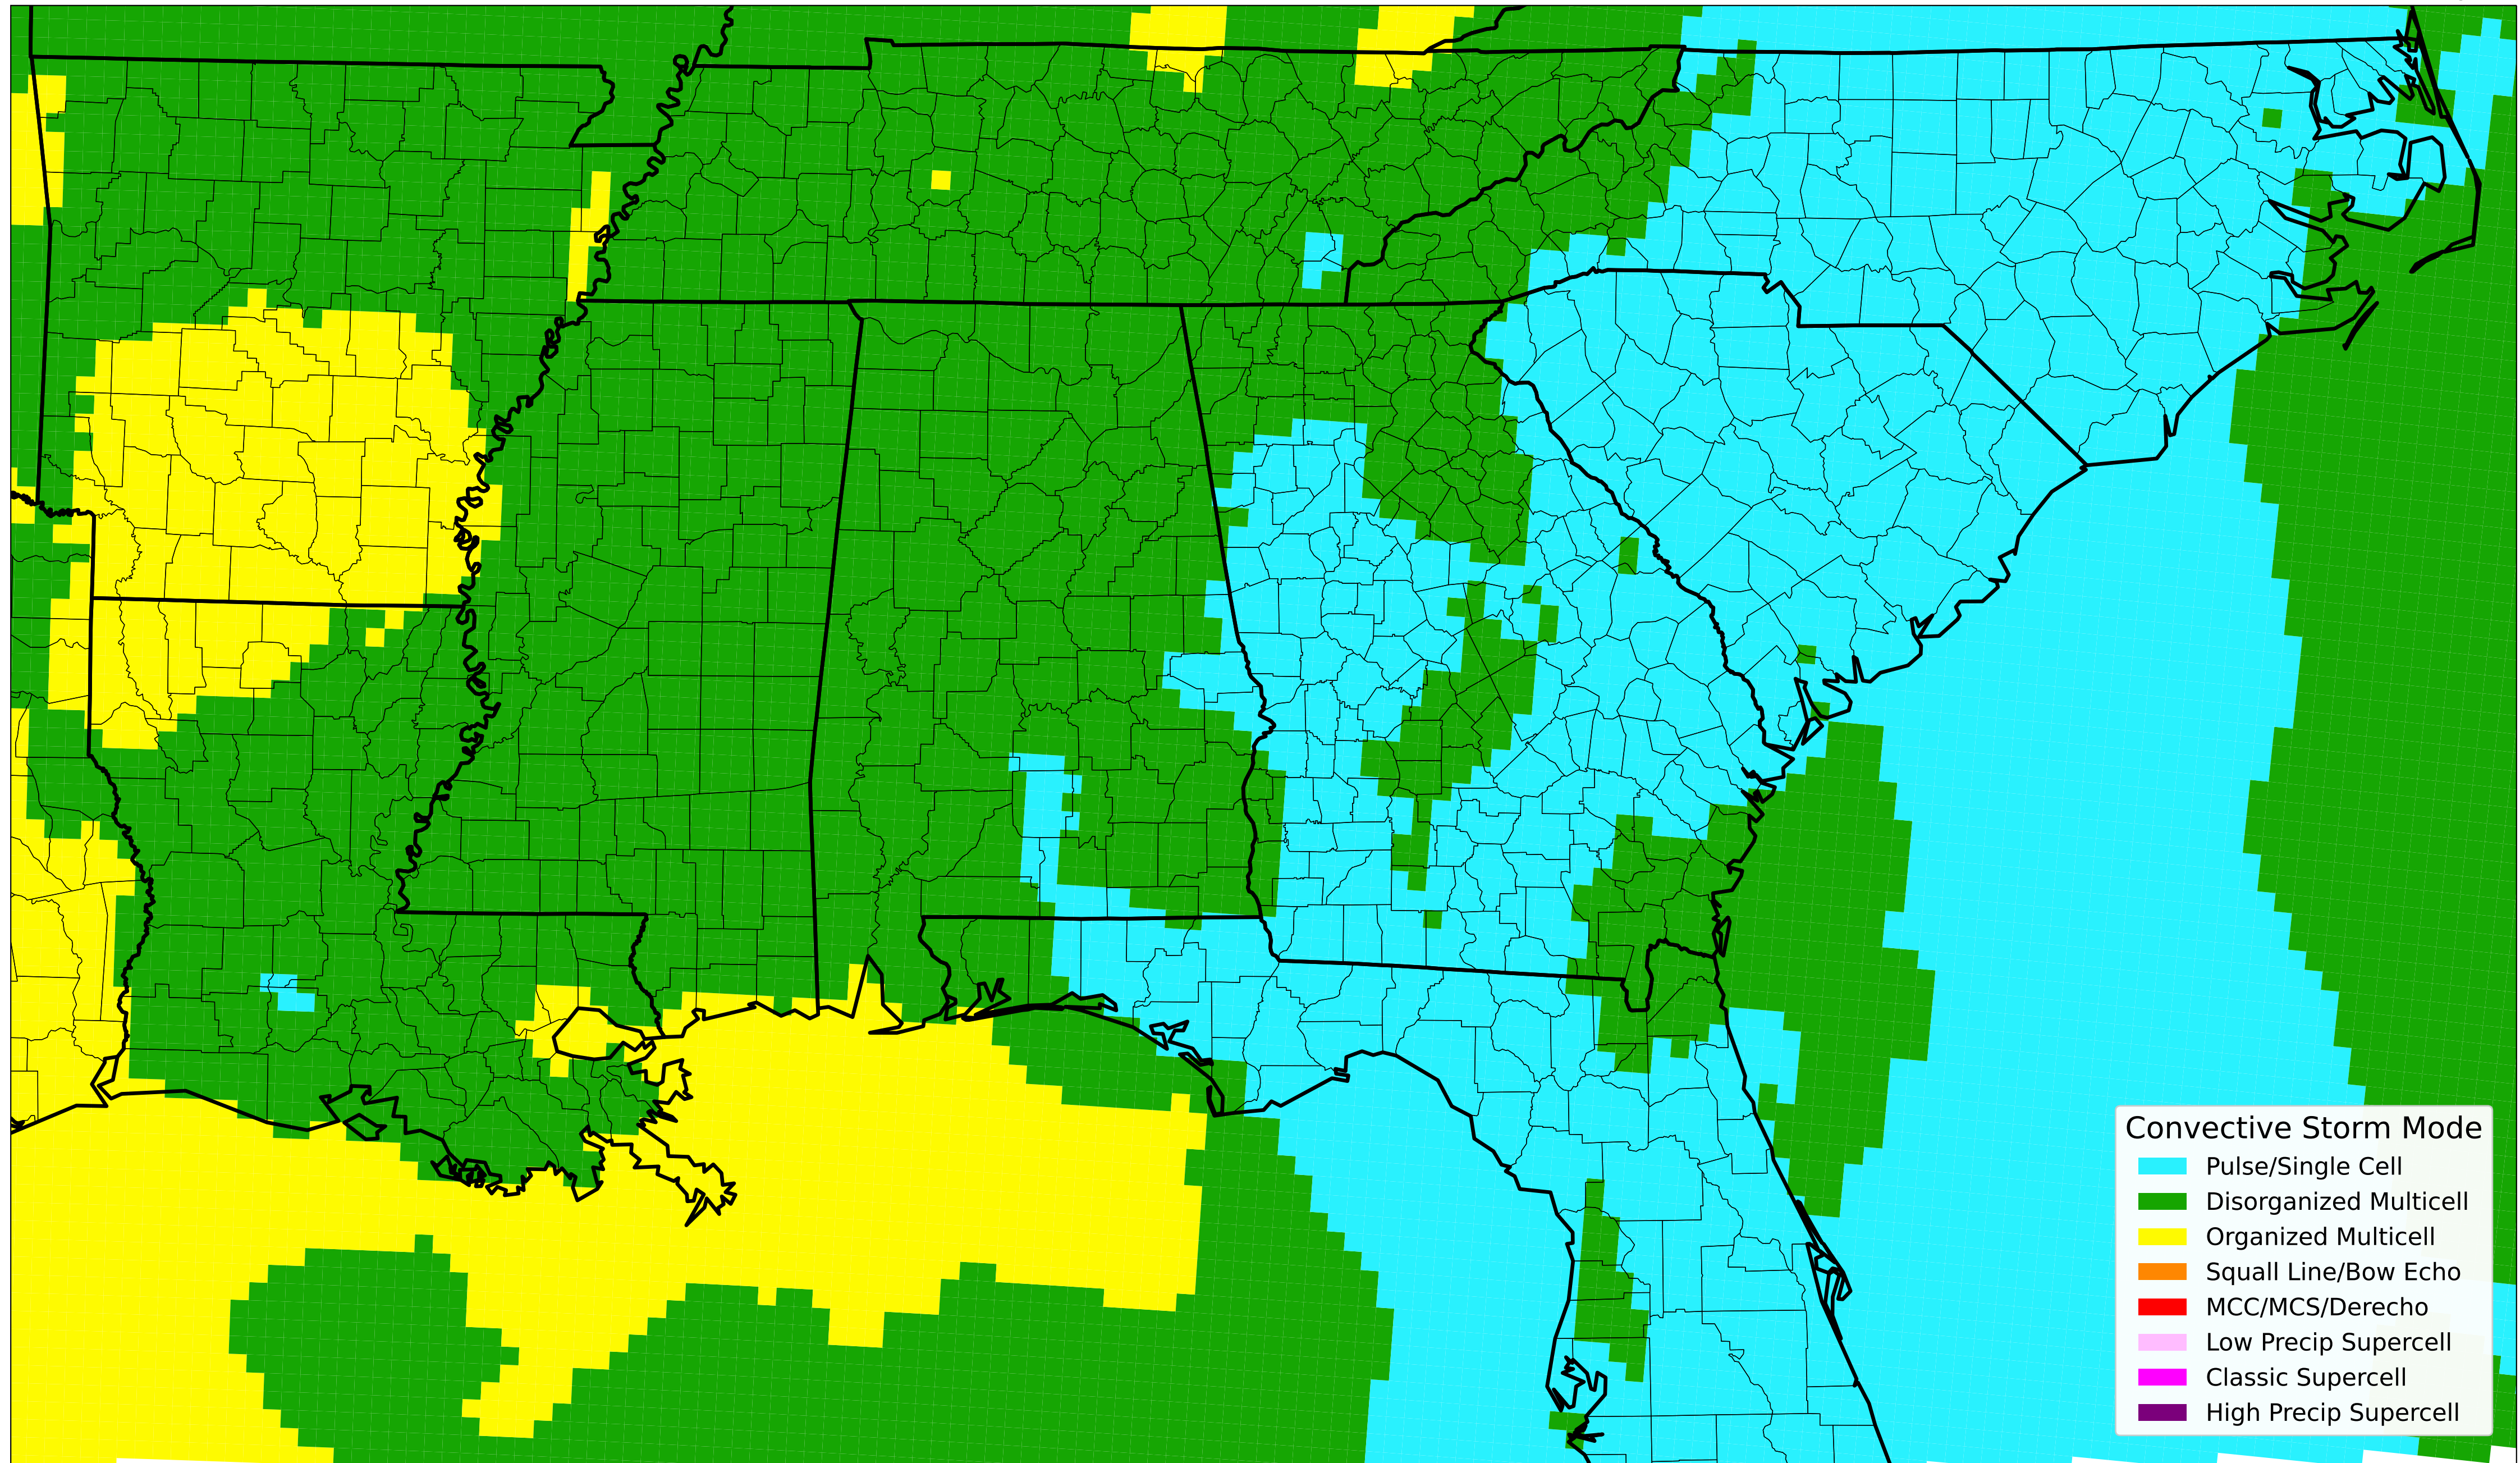 Convective Storm Mode
Pulse/Single Cell
Disorganized Multicell
Organized Multicell
Squall Line/Bow Echo
MCC/MCS/Derecho
Low Precip Supercell
Classic Supercell
High Precip Supercell